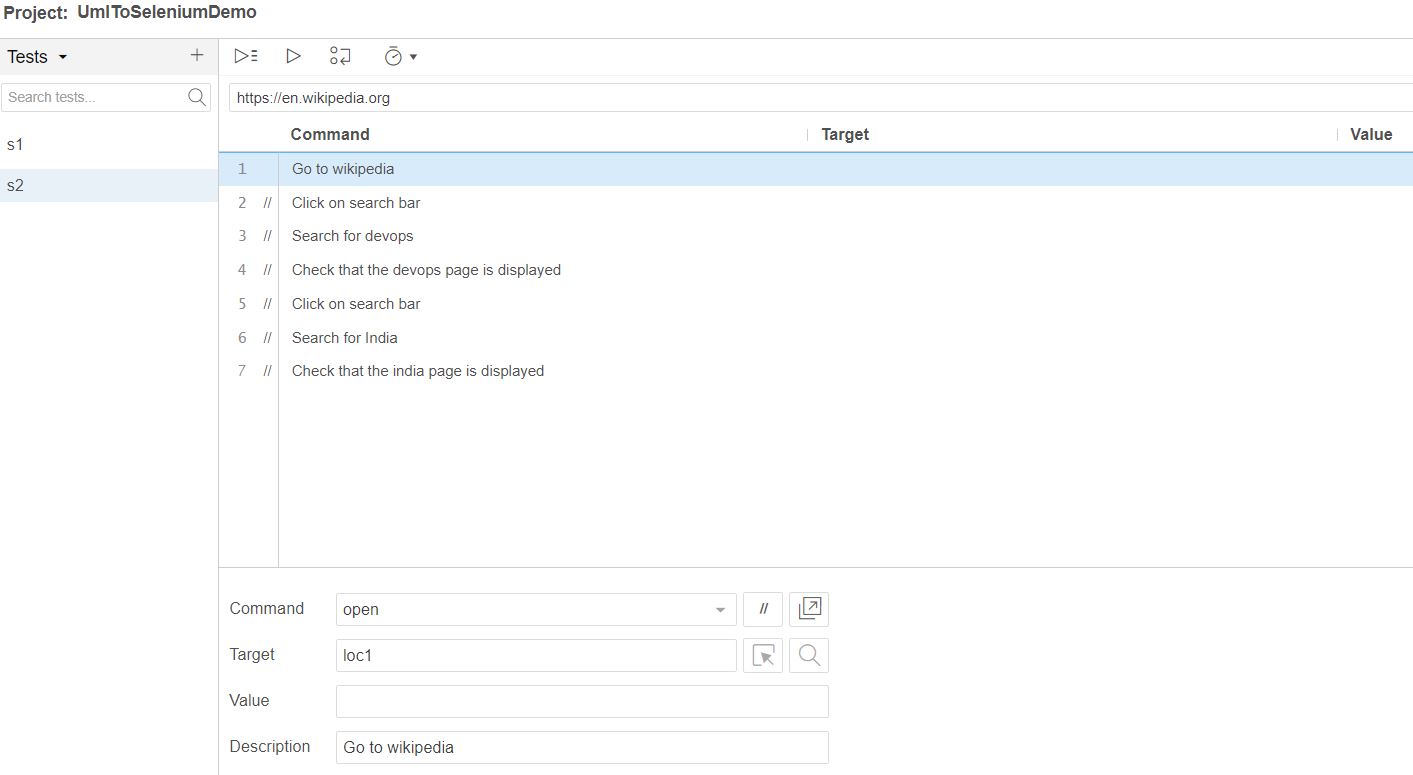 Project: UmlToSeleniumDemo
Tests +
Search tests...
s1
s2
https://en.wikipedia.org
Command Target Value
1 Go to wikipedia
2 // Click on search bar
3 // Search for devops
4 // Check that the devops page is displayed
5 // Click on search bar
6 // Search for India
7 // Check that the india page is displayed
Command open //
Target loc1
Value
Description Go to wikipedia